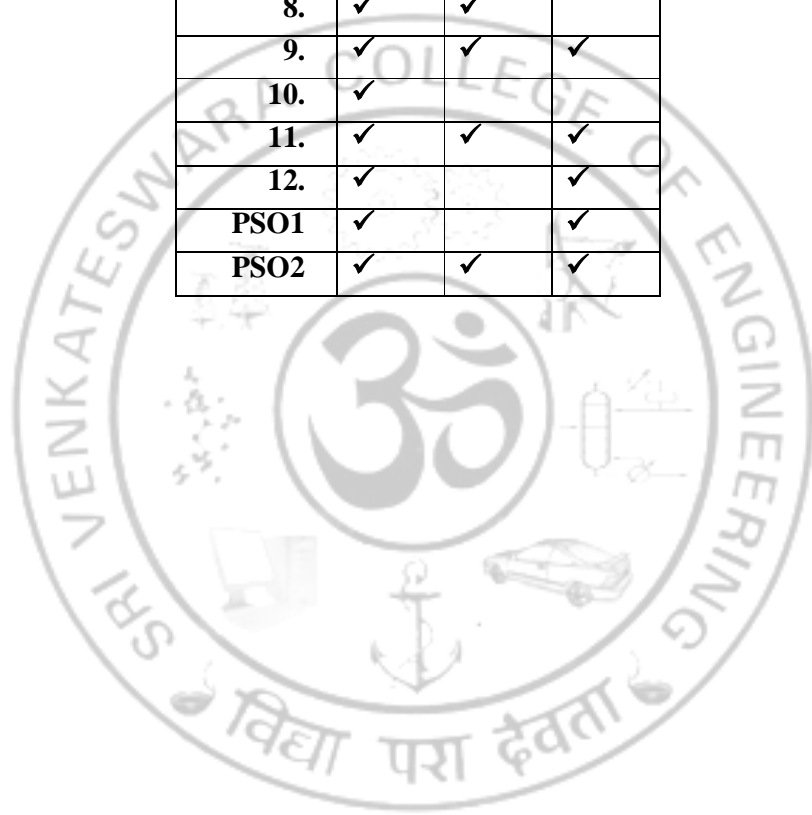 8. ✓ ✓
9. ✓ ✓ ✓
10. ✓
11. ✓ ✓ ✓
12. ✓ ✓
PSO1 ✓ ✓
PSO2 ✓ ✓ ✓
SRI VENKATESWARA COLLEGE OF ENGINEERING
ॐ
विद्या परा देवता